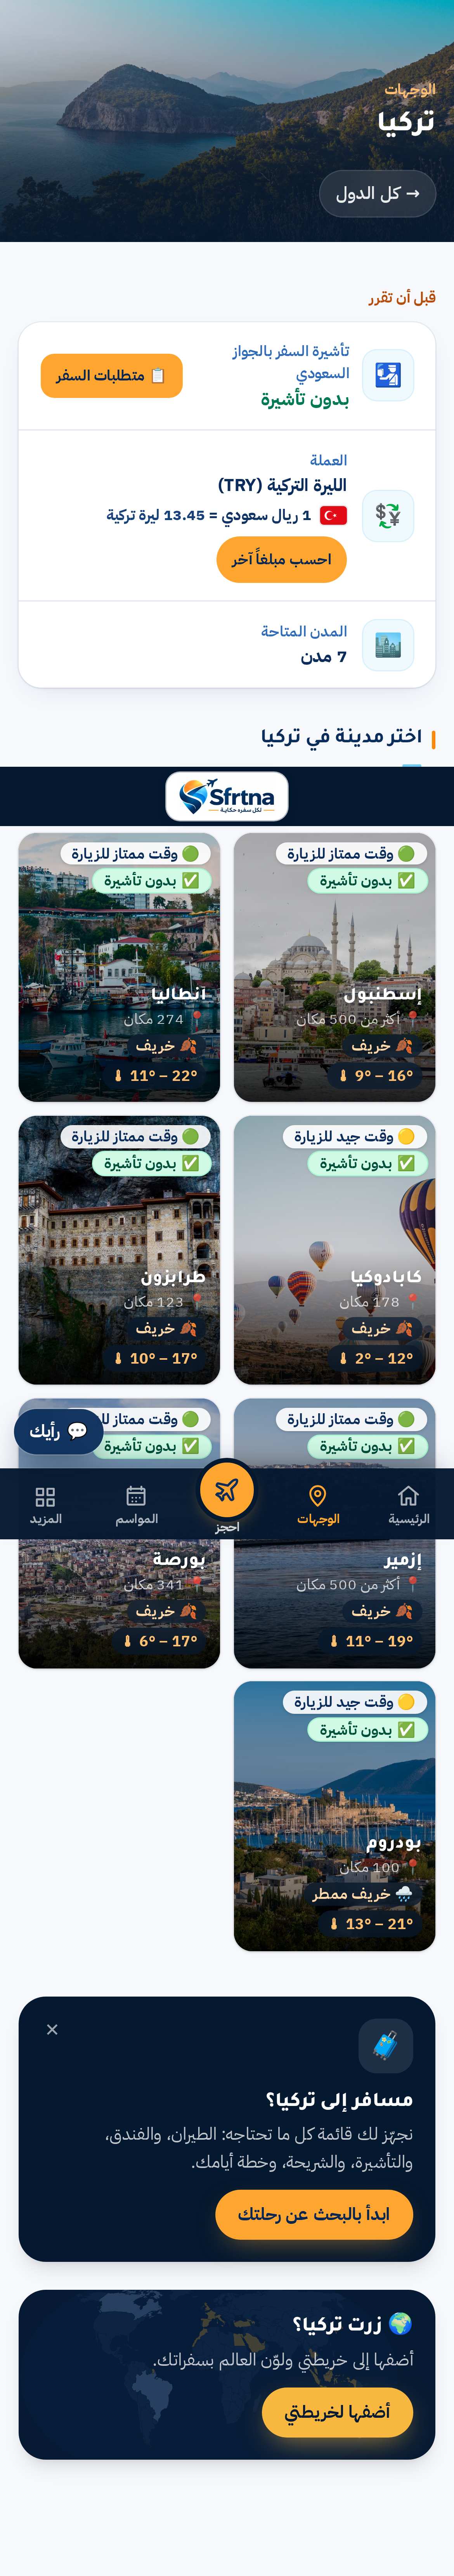 الوجهات
تركيا
→ كل الدول
قبل أن تقرر
تأشيرة السفر بالجواز
السعودي
بدون تأشيرة
📋 متطلبات السفر
العملة
الليرة التركية (TRY)
1 ريال سعودي = 13.45 ليرة تركية
احسب مبلغاً آخر
المدن المتاحة
7 مدن
اختر مدينة في تركيا
Sfrtna
لكل سفره حكاية
🟢 وقت ممتاز للزيارة
✅ بدون تأشيرة
إسطنبول
📍 أكثر من 500 مكان
🍂 خريف
🌡 9° – 16°
🟢 وقت ممتاز للزيارة
✅ بدون تأشيرة
أنطاليا
📍 274 مكان
🍂 خريف
🌡 11° – 22°
🟡 وقت جيد للزيارة
✅ بدون تأشيرة
كابادوكيا
📍 178 مكان
🍂 خريف
🌡 2° – 12°
🟢 وقت ممتاز للزيارة
✅ بدون تأشيرة
طرابزون
📍 123 مكان
🍂 خريف
🌡 10° – 17°
🟢 وقت ممتاز للزيارة
✅ بدون تأشيرة
🟢 وقت ممتاز
✅ بدون تأشيرة
💬 رأيك
الرئيسية
الوجهات
احجز
المواسم
المزيد
إزمير
📍 أكثر من 500 مكان
🍂 خريف
🌡 11° – 19°
بورصة
📍 341 مكان
🍂 خريف
🌡 6° – 17°
🟡 وقت جيد للزيارة
✅ بدون تأشيرة
بودروم
📍 100 مكان
🌧 خريف ممطر
🌡 13° – 21°
مسافر إلى تركيا؟
نجهّز لك قائمة كل ما تحتاجه: الطيران، والفندق،
والتأشيرة، والشريحة، وخطة أيامك.
ابدأ بالبحث عن رحلتك
🌍 زرت تركيا؟
أضفها إلى خريطتي ولوّن العالم بسفراتك.
أضفها لخريطتي